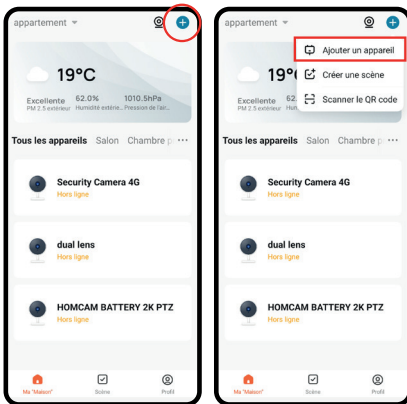 appartement
19°C
Excellente 62.0% 1010.5hPa
PM 2.5 extérieur Humidité extérie... Pression de l'air...
Tous les appareils Salon Chambre p
Security Camera 4G
Hors ligne
dual lens
Hors ligne
HOMCAM BATTERY 2K PTZ
Hors ligne
Ma "Maison" Scène Profil
appartement
Ajouter un appareil
19°
Créer une scène
Excellente 62.
Scanner le QR code
PM 2.5 extérieur Hum
Tous les appareils Salon Chambre p
Security Camera 4G
Hors ligne
dual lens
Hors ligne
HOMCAM BATTERY 2K PTZ
Hors ligne
Ma "Maison" Scène Profil